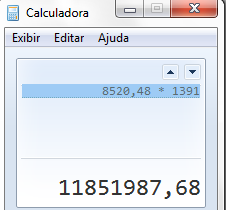 Calculadora
Exibir Editar Ajuda
8520,48 * 1391
11851987,68